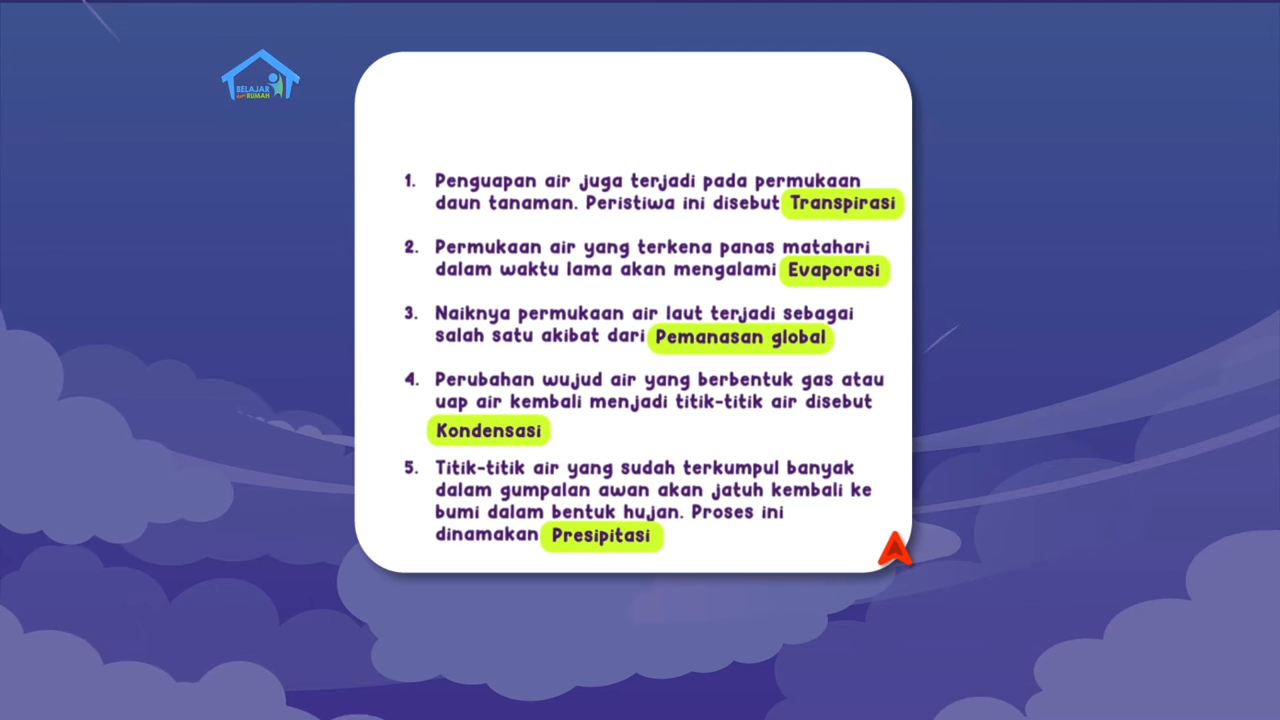 BELAJAR
dari RUMAH
1. Penguapan air juga terjadi pada permukaan
daun tanaman. Peristiwa ini disebut Transpirasi
2. Permukaan air yang terkena panas matahari
dalam waktu lama akan mengalami Evaporasi
3. Naiknya permukaan air laut terjadi sebagai
salah satu akibat dari Pemanasan global
4. Perubahan wujud air yang berbentuk gas atau
uap air kembali menjadi titik-titik air disebut
Kondensasi
5. Titik-titik air yang sudah terkumpul banyak
dalam gumpalan awan akan jatuh kembali ke
bumi dalam bentuk hujan. Proses ini
dinamakan Presipitasi